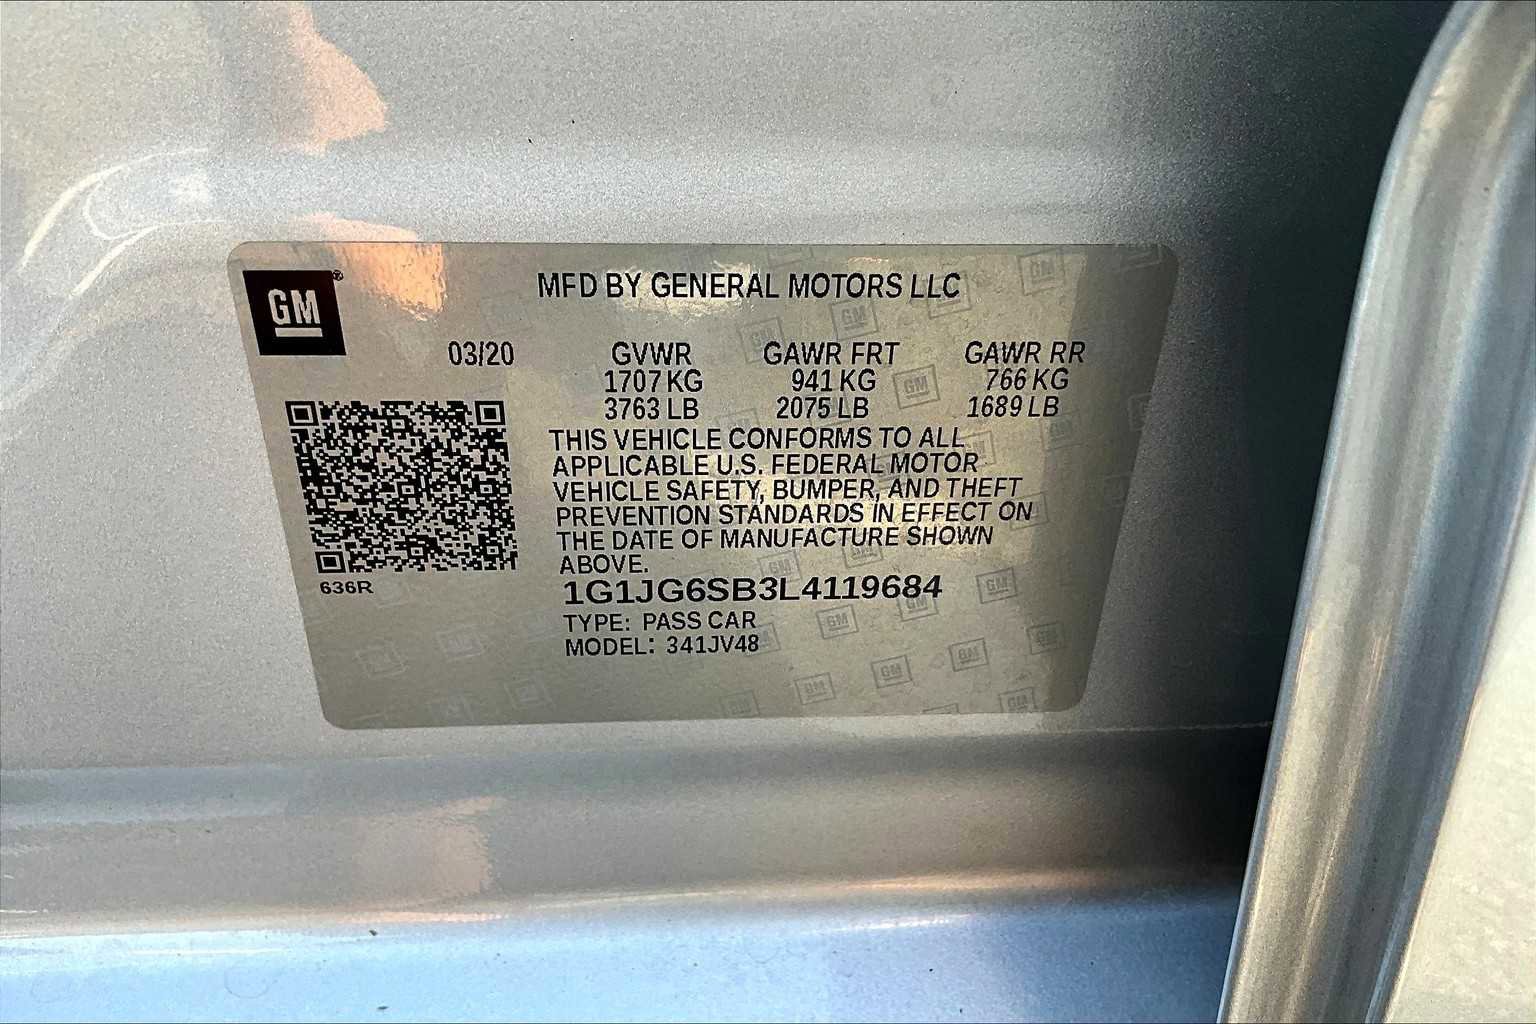 GM
MFD BY GENERAL MOTORS LLC
03/20 GVWR GAWR FRT GAWR RR
1707 KG 941 KG 766 KG
3763 LB 2075 LB 1689 LB
THIS VEHICLE CONFORMS TO ALL
APPLICABLE U.S. FEDERAL MOTOR
VEHICLE SAFETY, BUMPER, AND THEFT
PREVENTION STANDARDS IN EFFECT ON
THE DATE OF MANUFACTURE SHOWN
ABOVE.
636R
1G1JG6SB3L4119684
TYPE: PASS CAR
MODEL: 341JV48